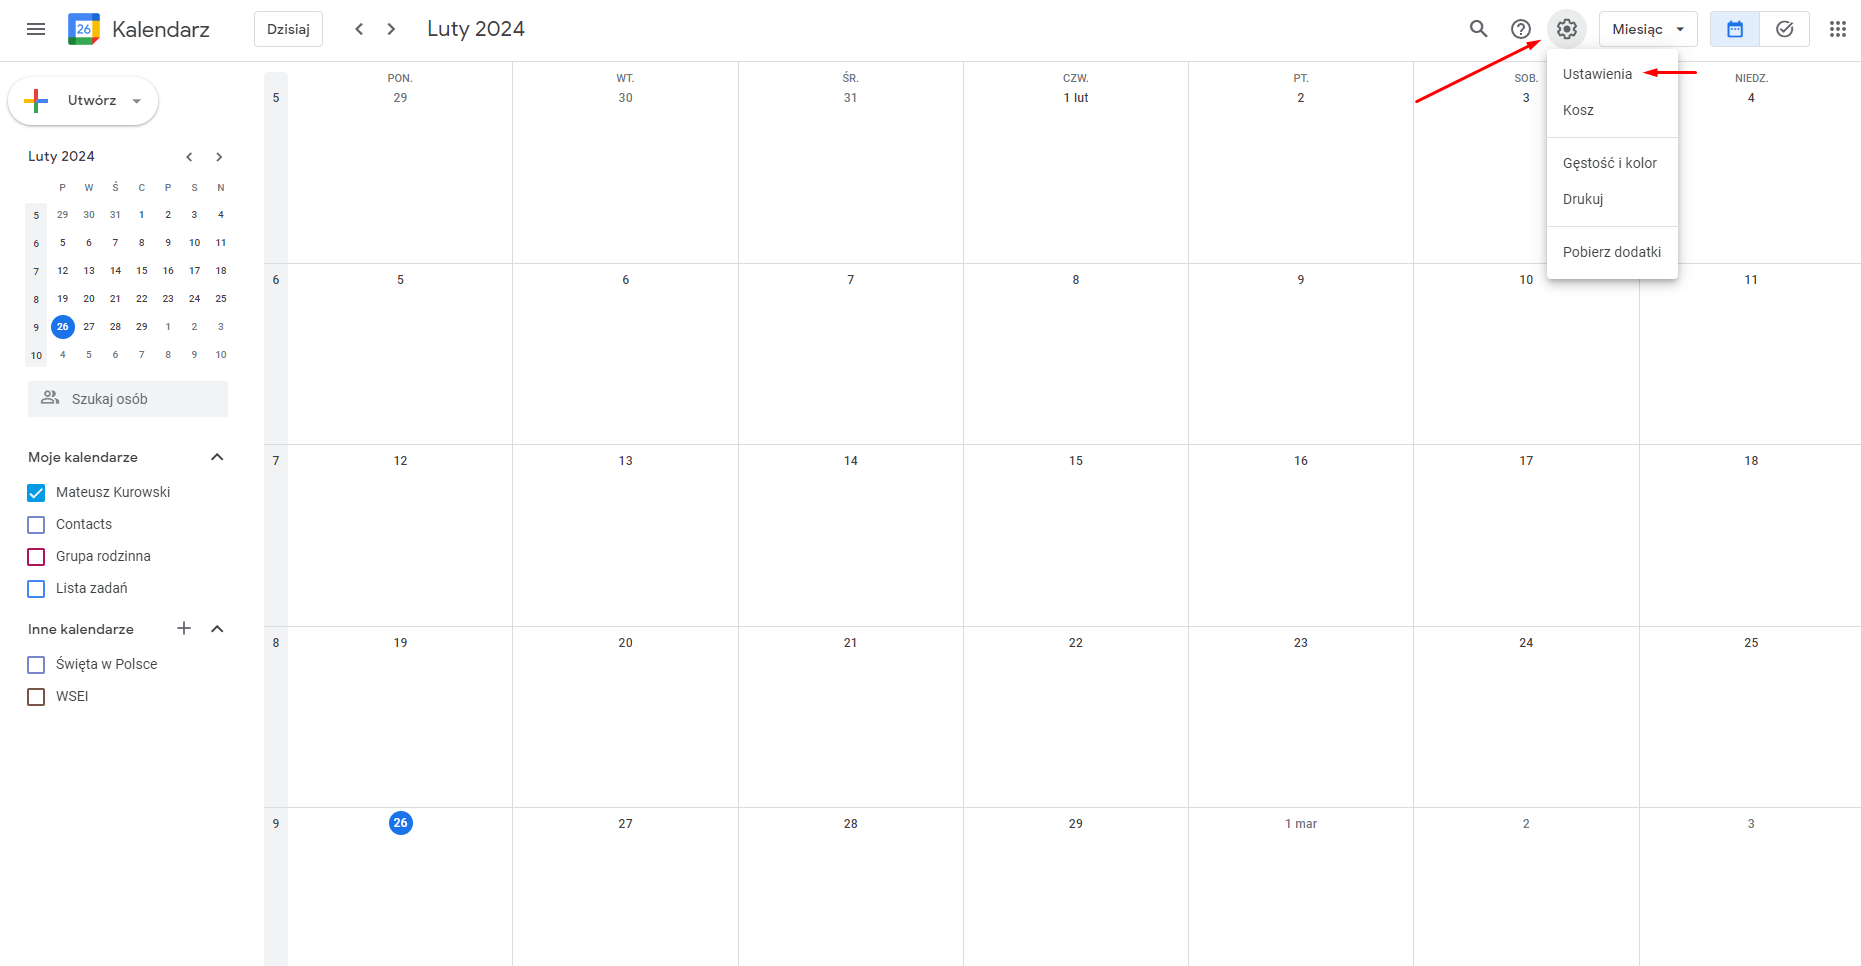 26 Kalendarz Dzisiaj Luty 2024 Miesiąc
Utwórz
Luty 2024
P W Ś C P S N
5 29 30 31 1 2 3 4
6 5 6 7 8 9 10 11
7 12 13 14 15 16 17 18
8 19 20 21 22 23 24 25
9 26 27 28 29 1 2 3
10 4 5 6 7 8 9 10
Szukaj osób
Moje kalendarze
Mateusz Kurowski
Contacts
Grupa rodzinna
Lista zadań
Inne kalendarze
Święta w Polsce
WSEI
PON. WT. ŚR. CZW. PT. SOB. NIEDZ.
5 29 30 31 1 lut 2 3 4
6 5 6 7 8 9 10 11
7 12 13 14 15 16 17 18
8 19 20 21 22 23 24 25
9 26 27 28 29 1 mar 2 3
Ustawienia
Kosz
Gęstość i kolor
Drukuj
Pobierz dodatki